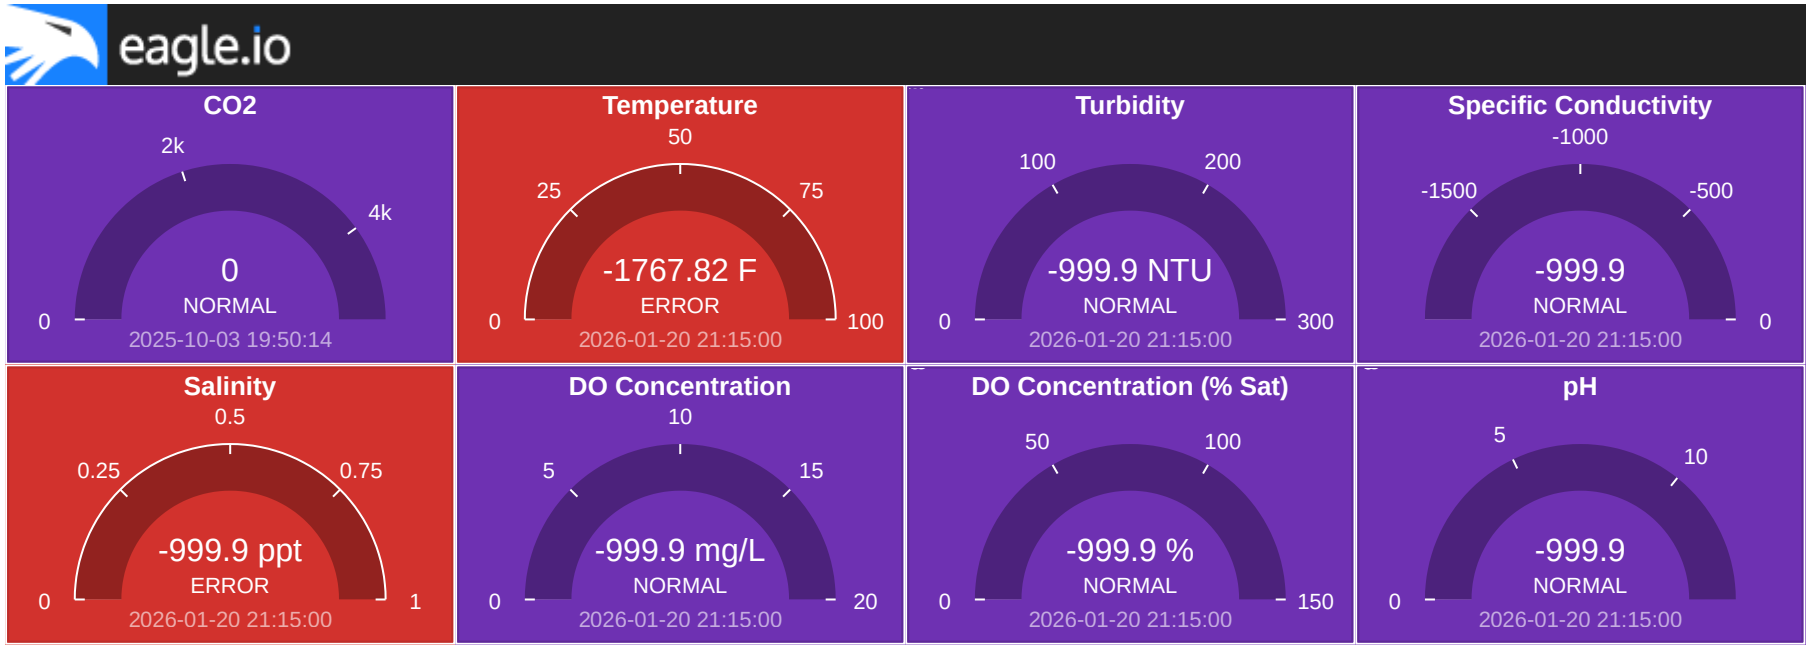 eagle.io
CO2
2k
4k
0
NORMAL
0
2025-10-03 19:50:14
Temperature
50
25
75
-1767.82 F
ERROR
0
100
2026-01-20 21:15:00
Turbidity
100
200
-999.9 NTU
NORMAL
0
300
2026-01-20 21:15:00
Specific Conductivity
-1000
-1500
-500
-999.9
NORMAL
0
2026-01-20 21:15:00
Salinity
0.5
0.25
0.75
-999.9 ppt
ERROR
0
1
2026-01-20 21:15:00
DO Concentration
10
5
15
-999.9 mg/L
NORMAL
0
20
2026-01-20 21:15:00
DO Concentration (% Sat)
50
100
-999.9 %
NORMAL
0
150
2026-01-20 21:15:00
pH
5
10
-999.9
NORMAL
0
2026-01-20 21:15:00